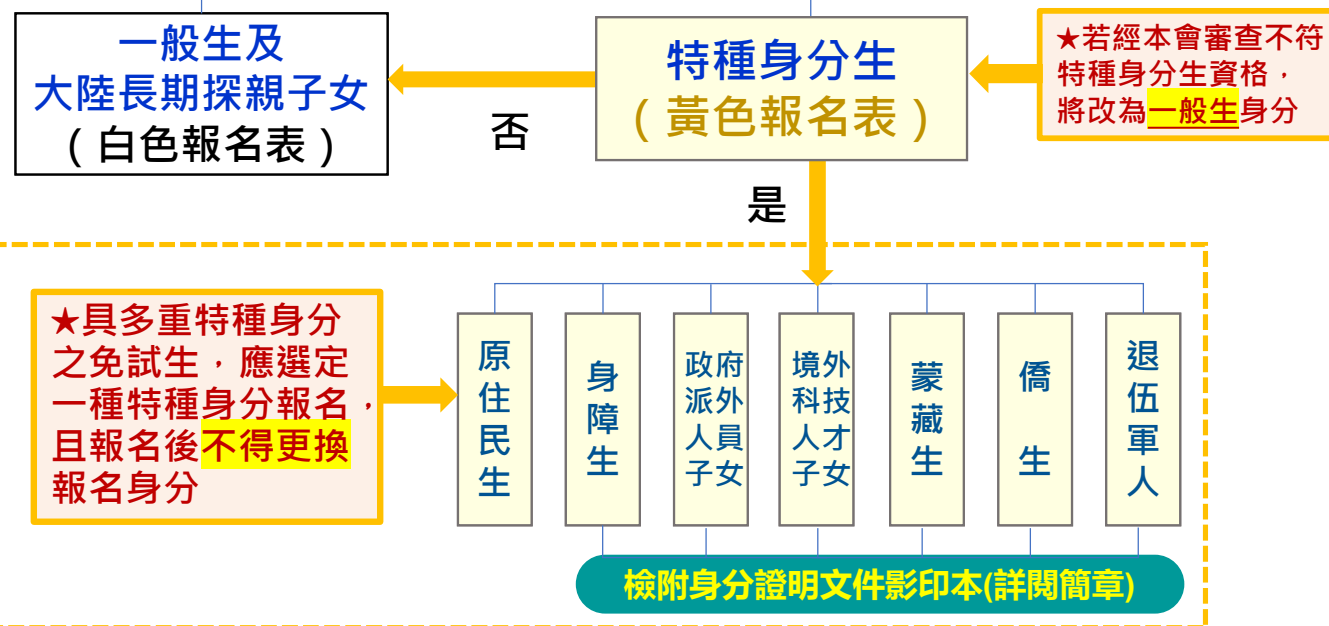 一般生及
大陸長期探親子女
（白色報名表）
否
特種身分生
（黃色報名表）
★若經本會審查不符
特種身分生資格，
將改為一般生身分
是
★具多重特種身分
之免試生，應選定
一種特種身分報名，
且報名後不得更換
報名身分
原住民生
身障生
政府
派外
人員
子女
境外
科技
人才
子女
蒙藏生
僑生
退伍軍人
檢附身分證明文件影印本(詳閱簡章)